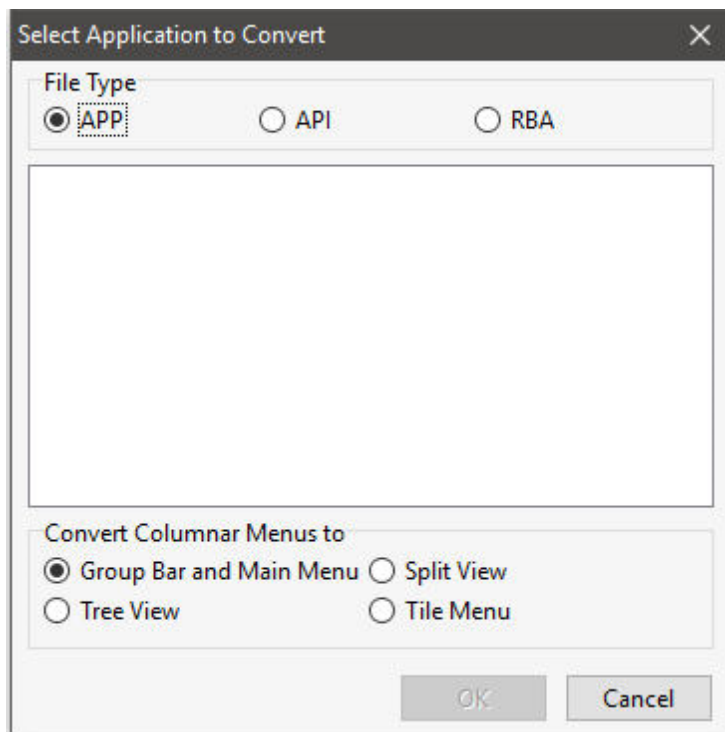 Select Application to Convert
File Type
APP API RBA
Convert Columnar Menus to
Group Bar and Main Menu Split View
Tree View Tile Menu
OK Cancel